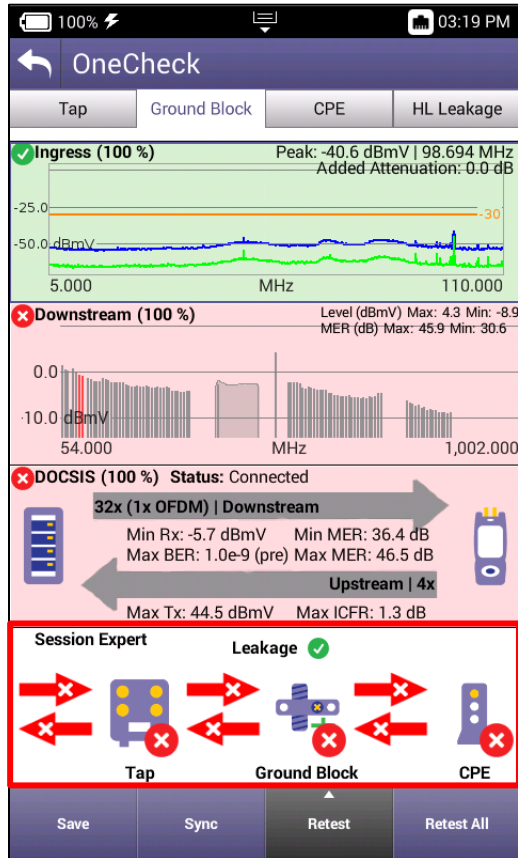 100% 03:19 PM
OneCheck
Tap Ground Block CPE HL Leakage
Ingress (100 %) Peak: -40.6 dBmV | 98.694 MHz
Added Attenuation: 0.0 dB
-25.0
-30
-50.0 dBmV
5.000 MHz 110.000
Downstream (100 %) Level (dBmV) Max: 4.3 Min: -8.9
MER (dB) Max: 45.9 Min: 30.6
0.0
-10.0 dBmV
54.000 MHz 1,002.000
DOCSIS (100 %) Status: Connected
32x (1x OFDM) | Downstream
Min Rx: -5.7 dBmV Min MER: 36.4 dB
Max BER: 1.0e-9 (pre) Max MER: 46.5 dB
Upstream | 4x
Max Tx: 44.5 dBmV Max ICFR: 1.3 dB
Session Expert Leakage
Tap Ground Block CPE
Save Sync Retest Retest All